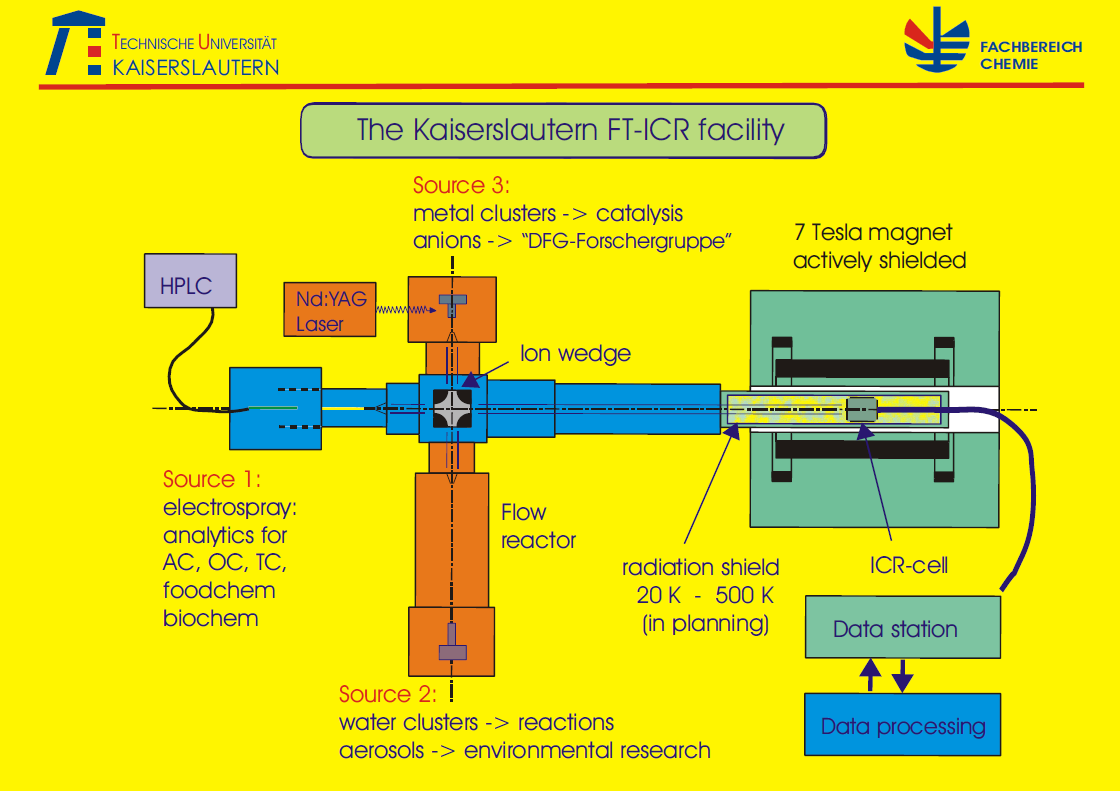 TECHNISCHE UNIVERSITÄT
KAISERSLAUTERN
FACHBEREICH
CHEMIE
The Kaiserslautern FT-ICR facility
Source 3:
metal clusters -> catalysis
anions -> “DFG-Forschergruppe”
7 Tesla magnet
actively shielded
HPLC
Nd:YAG
Laser
Ion wedge
Source 1:
electrospray:
analytics for
AC, OC, TC,
foodchem
biochem
Flow
reactor
radiation shield
20 K - 500 K
(in planning)
ICR-cell
Data station
Data processing
Source 2:
water clusters -> reactions
aerosols -> environmental research